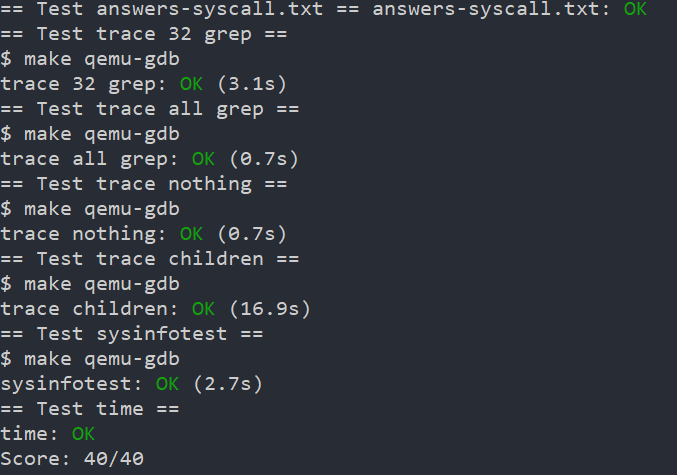 == Test answers-syscall.txt == answers-syscall.txt: OK
== Test trace 32 grep ==
$ make qemu-gdb
trace 32 grep: OK (3.1s)
== Test trace all grep ==
$ make qemu-gdb
trace all grep: OK (0.7s)
== Test trace nothing ==
$ make qemu-gdb
trace nothing: OK (0.7s)
== Test trace children ==
$ make qemu-gdb
trace children: OK (16.9s)
== Test sysinfotest ==
$ make qemu-gdb
sysinfotest: OK (2.7s)
== Test time ==
time: OK
Score: 40/40